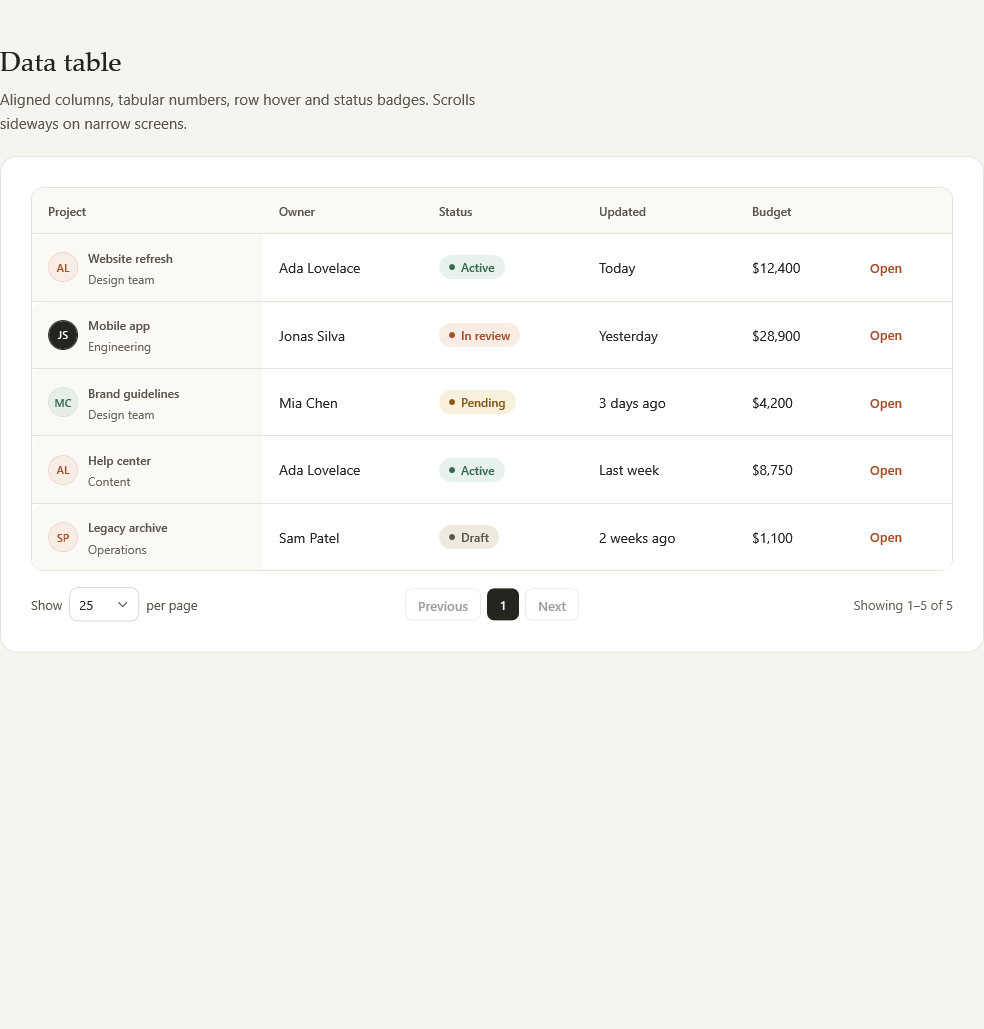 Data table
Aligned columns, tabular numbers, row hover and status badges. Scrolls
sideways on narrow screens.
Project Owner Status Updated Budget
AL Website refresh Design team Ada Lovelace Active Today $12,400 Open
JS Mobile app Engineering Jonas Silva In review Yesterday $28,900 Open
MC Brand guidelines Design team Mia Chen Pending 3 days ago $4,200 Open
AL Help center Content Ada Lovelace Active Last week $8,750 Open
SP Legacy archive Operations Sam Patel Draft 2 weeks ago $1,100 Open
Show 25 per page Previous 1 Next Showing 1–5 of 5